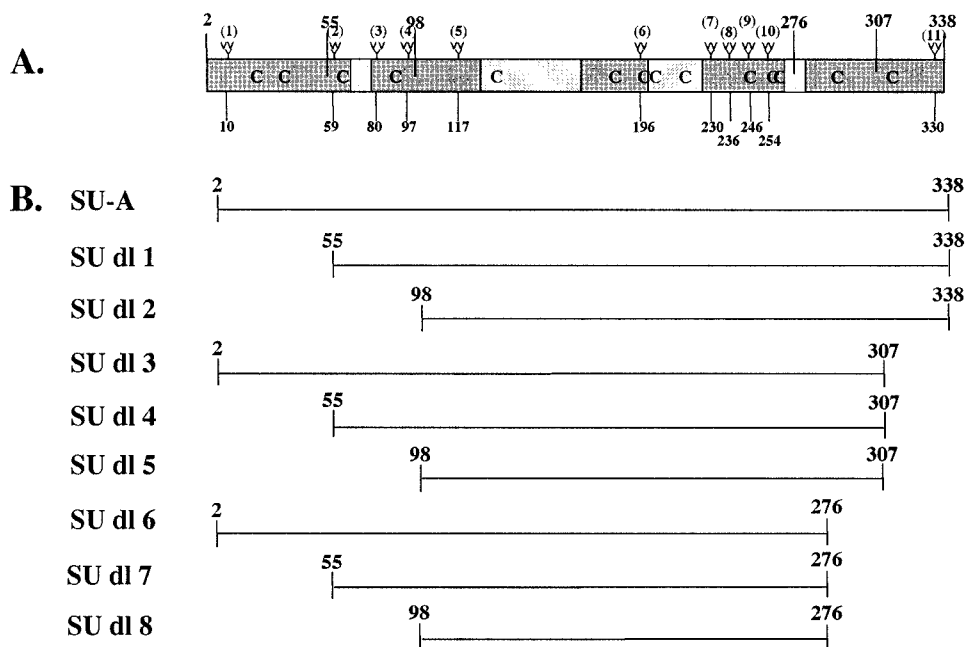 2 55 98 276 307 338
(1) (2) (3) (4) (5) (6) (7) (8) (9) (10) (11)
A.
C C C C C C C C C C C C C
10 59 80 97 117 196 230 236 246 254 330
B.
SU-A 2 338
SU dl 1 55 338
SU dl 2 98 338
SU dl 3 2 307
SU dl 4 55 307
SU dl 5 98 307
SU dl 6 2 276
SU dl 7 55 276
SU dl 8 98 276